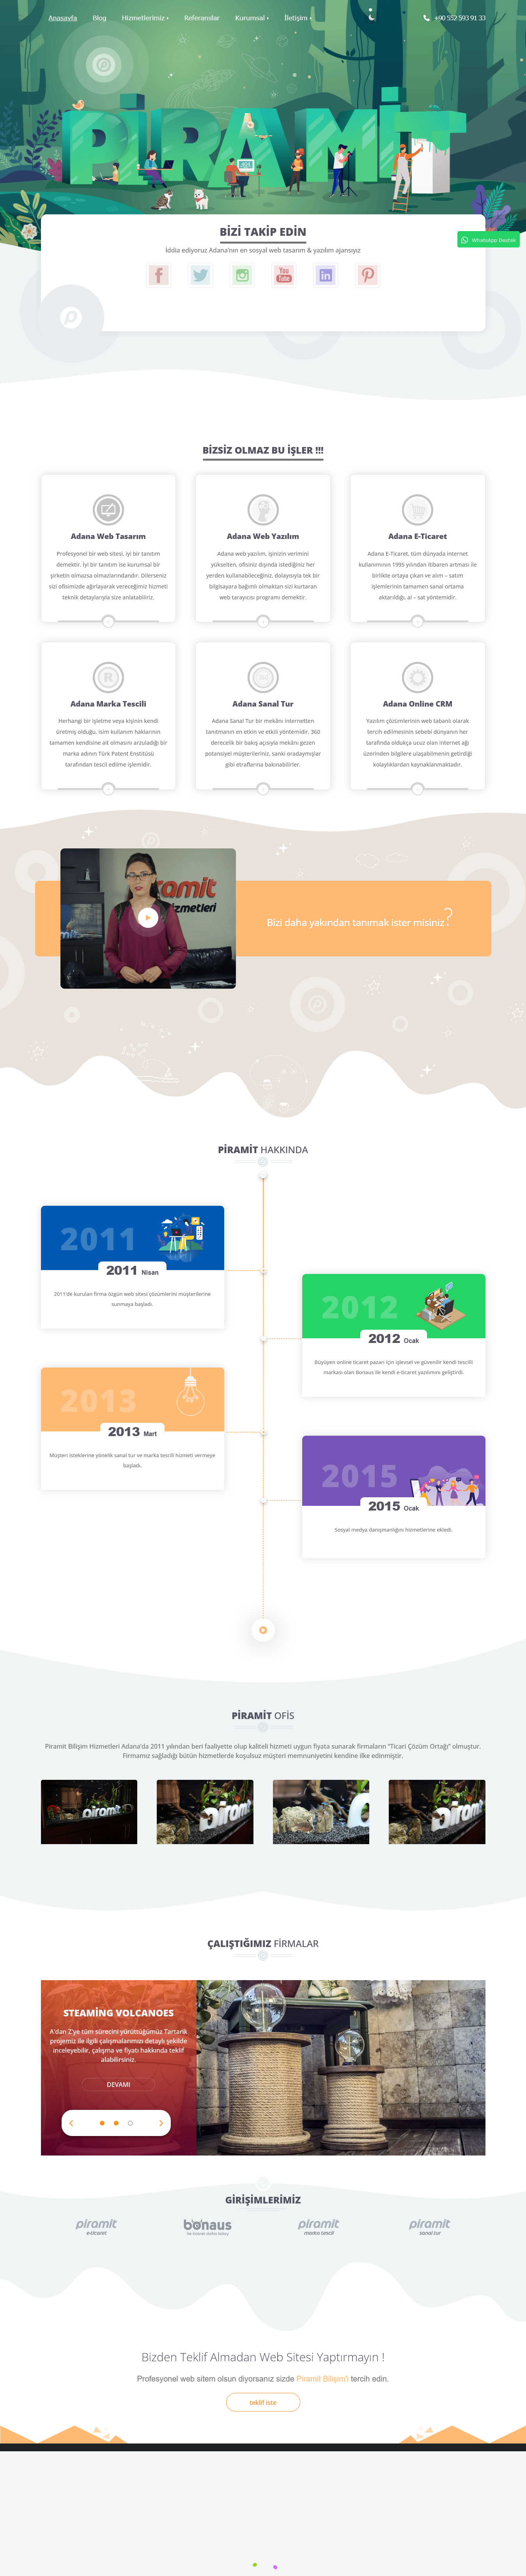 Anasayfa
Blog
Hizmetlerimiz
Referanslar
Kurumsal
İletişim
+90 552 593 91 33
PİRAMİT
WhatsApp Destek
BİZİ TAKİP EDİN
İddia ediyoruz Adana'nın en sosyal web tasarım & yazılım ajansıyız
You
Tube
BİZSİZ OLMAZ BU İŞLER !!!
Adana Web Tasarım
Profesyonel bir web sitesi, iyi bir tanıtım
demektir. İyi bir tanıtım ise kurumsal bir
şirketin olmazsa olmazlarındandır. Dilerseniz
sizi ofisimizde ağırlayarak vereceğimiz hizmeti
teknik detaylarıyla size anlatabiliriz.
Adana Web Yazılım
Adana web yazılım, işinizin verimini
yükselten, ofisiniz dışında istediğiniz her
yerden kullanabileceğiniz, dolayısıyla tek bir
bilgisayara bağımlı olmaktan sizi kurtaran
web tarayıcısı programı demektir.
Adana E-Ticaret
Adana E-Ticaret, tüm dünyada internet
kullanımının 1995 yılından itibaren artması ile
birlikte ortaya çıkan ve alım – satım
işlemlerinin tamamen sanal ortama
aktarıldığı, al – sat yöntemidir.
Adana Marka Tescili
Herhangi bir işletme veya kişinin kendi
üretmiş olduğu, isim kullanım haklarının
tamamen kendisine ait olmasını arzuladığı bir
marka adının Türk Patent Enstitüsü
tarafından tescil edilme işlemidir.
Adana Sanal Tur
Adana Sanal Tur bir mekânı internetten
tanıtmanın en etkin ve etkili yöntemidir. 360
derecelik bir bakış açısıyla mekânı gezen
potansiyel müşterileriniz, sanki oradaymışlar
gibi etraflarına bakınabilirler.
Adana Online CRM
Yazılım çözümlerinin web tabanlı olarak
tercih edilmesinin sebebi dünyanın her
tarafında oldukça ucuz olan internet ağı
üzerinden bilgilere ulaşabilmenin getirdiği
kolaylıklardan kaynaklanmaktadır.
Bizi daha yakından tanımak ister misiniz?
PİRAMİT HAKKINDA
2011
2011 Nisan
2011'de kurulan firma özgün web sitesi çözümlerini müşterilerine
sunmaya başladı.
2012
2012 Ocak
Büyüyen online ticaret pazarı için işlevsel ve güvenilir kendi tescilli
markası olan Bonaus ile kendi e-ticaret yazılımını geliştirdi.
2013
2013 Mart
Müşteri isteklerine yönelik sanal tur ve marka tescili hizmeti vermeye
başladı.
2015
2015 Ocak
Sosyal medya danışmanlığını hizmetlerine ekledi.
PİRAMİT OFİS
Piramit Bilişim Hizmetleri Adana'da 2011 yılından beri faaliyette olup kaliteli hizmeti uygun fiyata sunarak firmaların "Ticari Çözüm Ortağı" olmuştur.
Firmamız sağladığı bütün hizmetlerde koşulsuz müşteri memnuniyetini kendine ilke edinmiştir.
ÇALIŞTIĞIMIZ FİRMALAR
STEAMİNG VOLCANOES
A'dan Z'ye tüm sürecini yürüttüğümüz Tartarik
projemiz ile ilgili çalışmalarımızı detaylı şekilde
inceleyebilir, çalışma ve fiyatı hakkında teklif
alabilirsiniz.
DEVAMI
GİRİŞİMLERİMİZ
piramit
e-ticaret
bonaus
piramit
marka tescil
piramit
sanal tur
Bizden Teklif Almadan Web Sitesi Yaptırmayın !
Profesyonel web sitem olsun diyorsanız sizde Piramit Bilişim'i tercih edin.
teklif iste